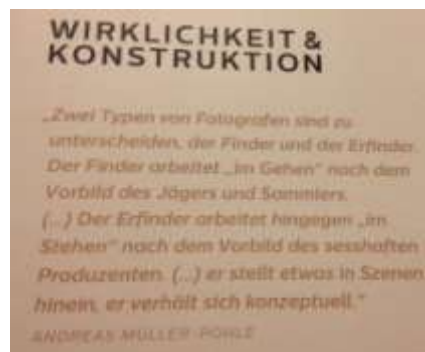 WIRKLICHKEIT &
KONSTRUKTION
„Zwei Typen von Fotografen sind zu
unterscheiden, der Finder und der Erfinder.
Der Finder arbeitet „im Gehen“ nach dem
Vorbild des Jägers und Sammlers.
(...) Der Erfinder arbeitet hingegen „im
Stehen“ nach dem Vorbild des sesshaften
Produzenten. (...) er stellt etwas in Szenen
hinein, er verhält sich konzeptuell.“
ANDREAS MÜLLER-POHLE